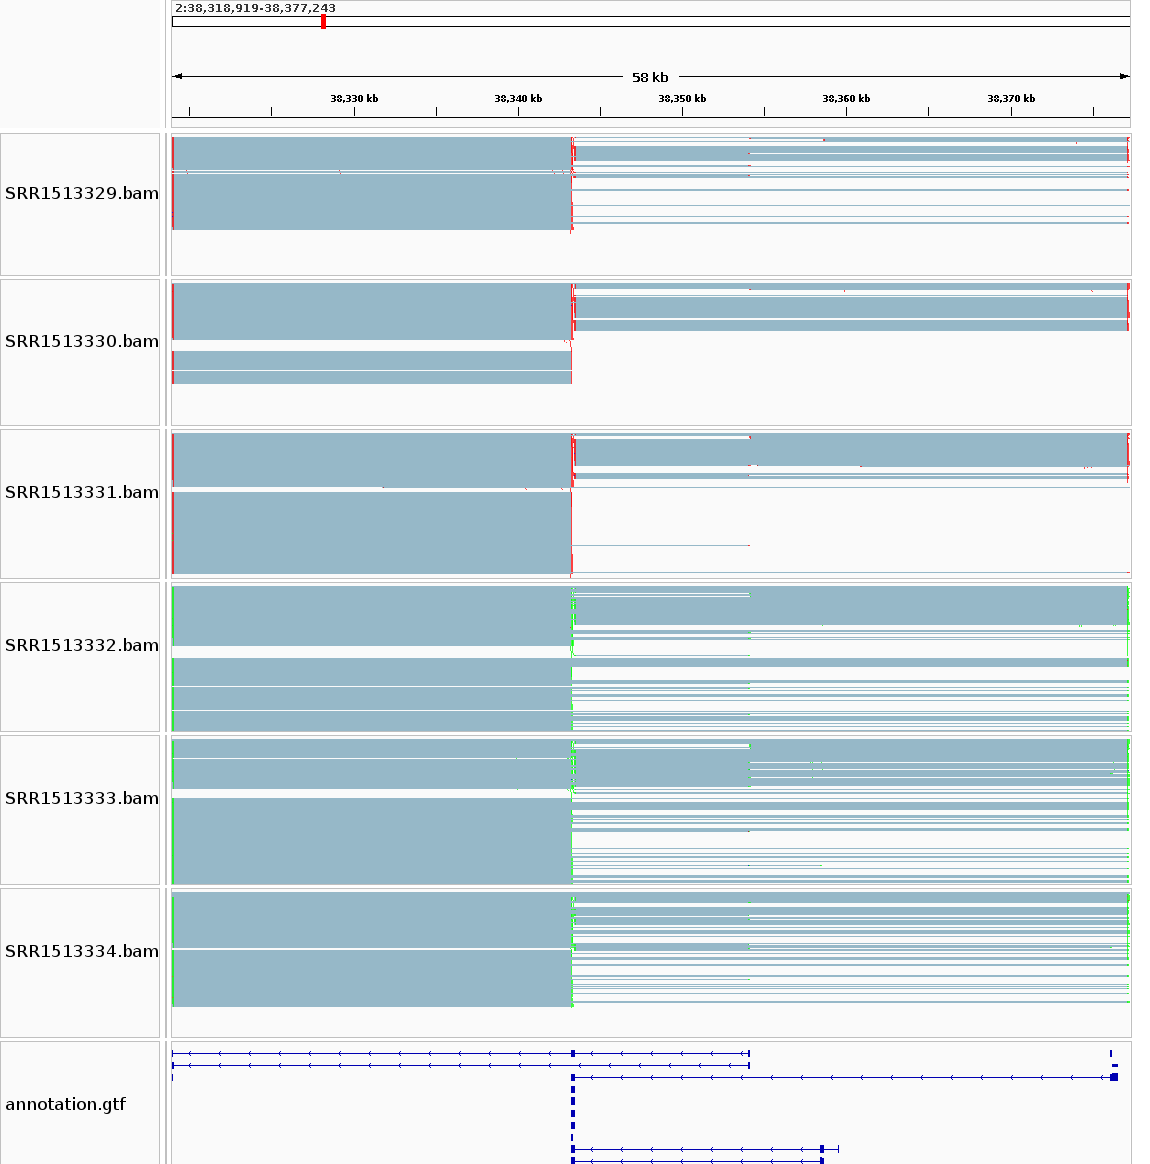 2:38,318,919-38,377,243
58 kb
38,330 kb 38,340 kb 38,350 kb 38,360 kb 38,370 kb
SRR1513329.bam
SRR1513330.bam
SRR1513331.bam
SRR1513332.bam
SRR1513333.bam
SRR1513334.bam
annotation.gtf